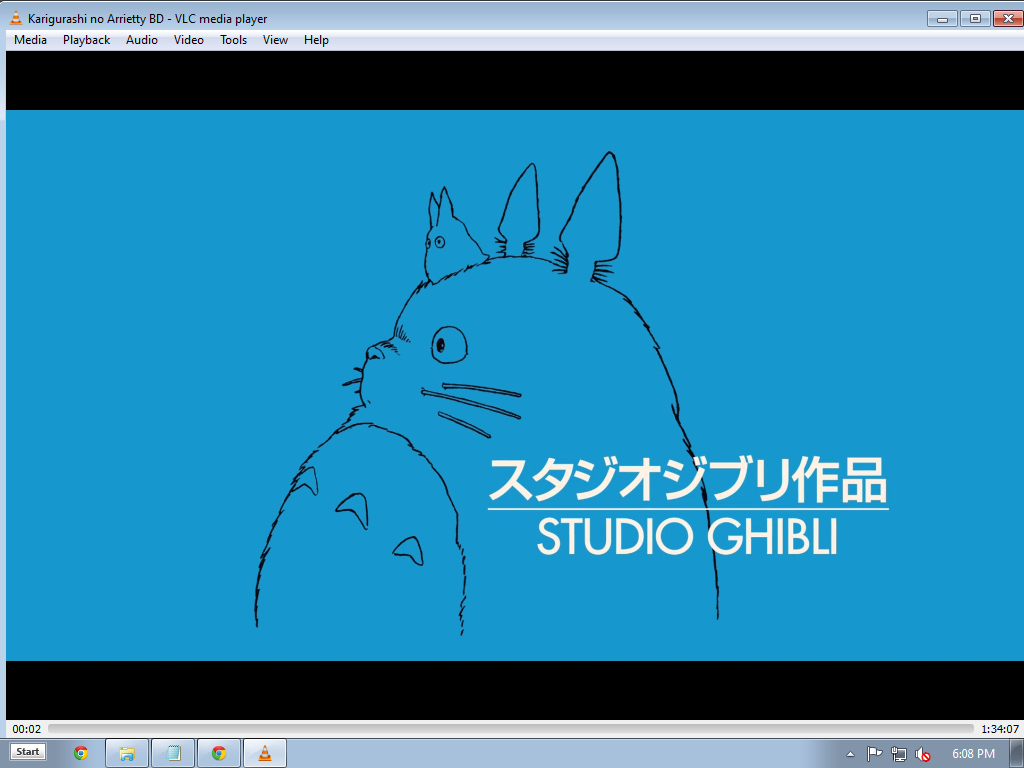 Karigurashi no Arrietty BD - VLC media player
Media Playback Audio Video Tools View Help
スタジオジブリ作品
STUDIO GHIBLI
00:02 1:34:07
Start 6:08 PM